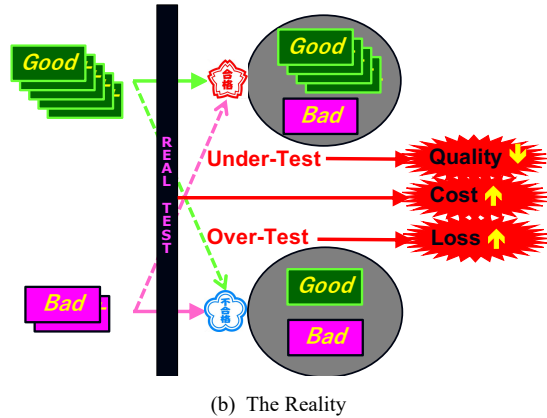 Good
合格
Bad
REAL TEST
Under-Test
Quality
Cost
Over-Test
Loss
Bad
不合格
Good
Bad
Good
(b) The Reality